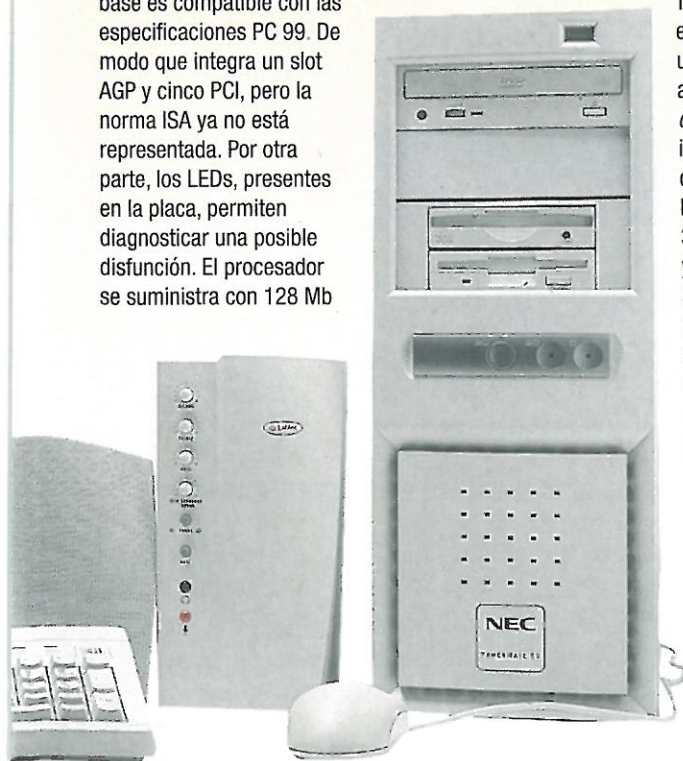 base es compatible con las
especificaciones PC 99. De
modo que integra un slot
AGP y cinco PCI, pero la
norma ISA ya no está
representada. Por otra
parte, los LEDs, presentes
en la placa, permiten
diagnosticar una posible
disfunción. El procesador
se suministra con 128 Mb
Labtec
NEC